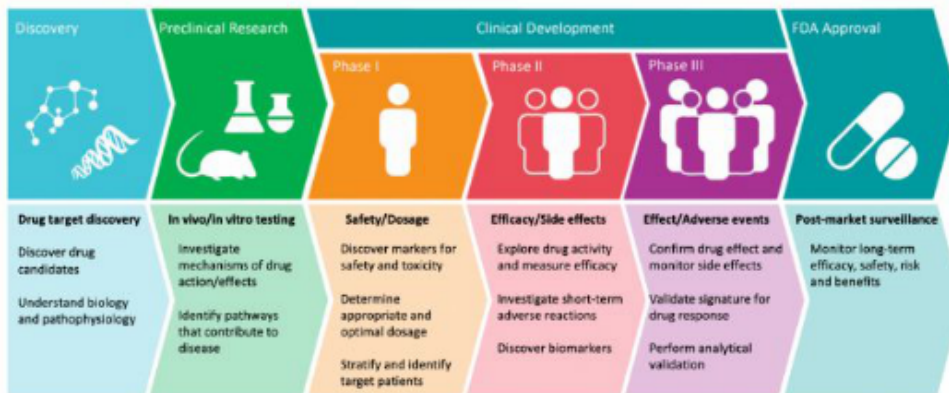 Discovery
Preclinical Research
Clinical Development
FDA Approval
Phase I
Phase II
Phase III
Drug target discovery
Discover drug
candidates
Understand biology
and pathophysiology
In vivo/in vitro testing
Investigate
mechanisms of drug
action/effects
Identify pathways
that contribute to
disease
Safety/Dosage
Discover markers for
safety and toxicity
Determine
appropriate and
optimal dosage
Stratify and identify
target patients
Efficacy/Side effects
Explore drug activity
and measure efficacy
Investigate short-term
adverse reactions
Discover biomarkers
Effect/Adverse events
Confirm drug effect and
monitor side effects
Validate signature for
drug response
Perform analytical
validation
Post-market surveillance
Monitor long-term
efficacy, safety, risk
and benefits